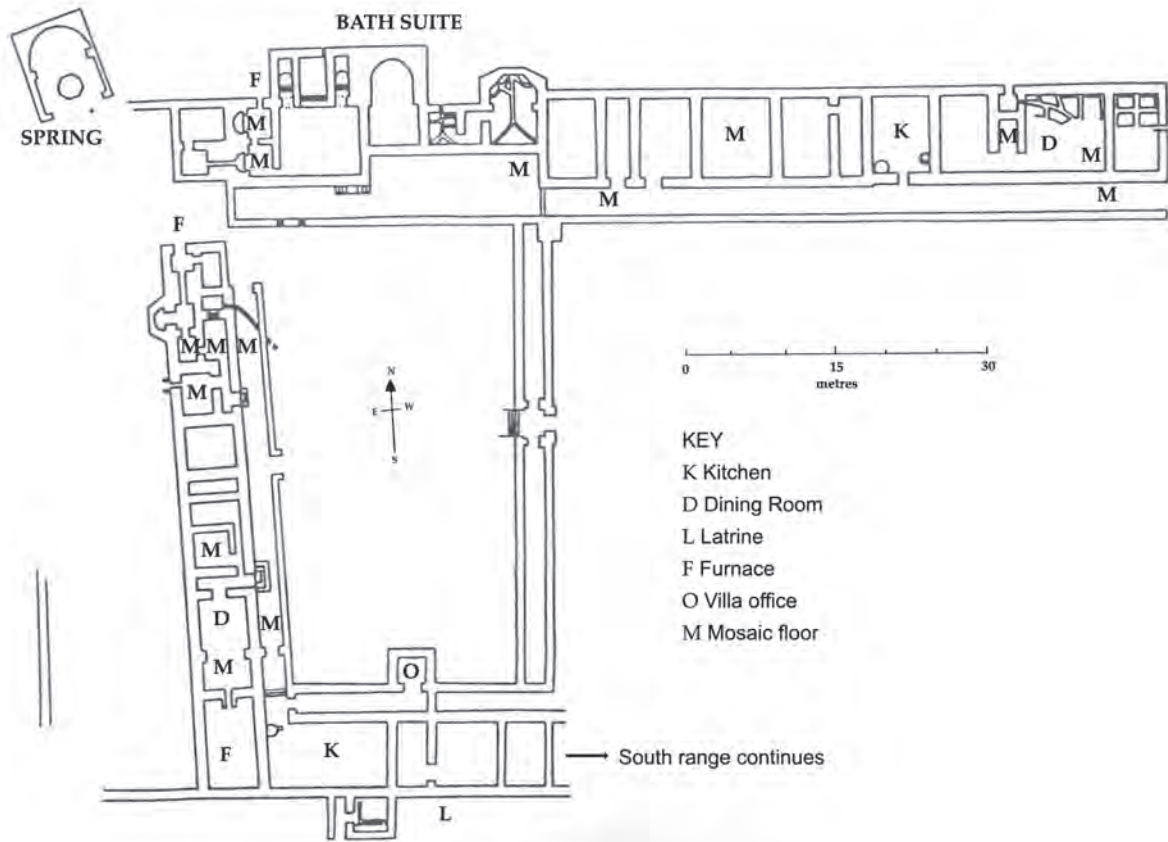 BATH SUITE
SPRING
F
M
M
M
M
K
M
D
M
M
M
F
M
M
M
M
N
E W
S
0 15 30
metres
KEY
K Kitchen
D Dining Room
L Latrine
F Furnace
O Villa office
M Mosaic floor
M
D
M
M
O
F
K
South range continues
L